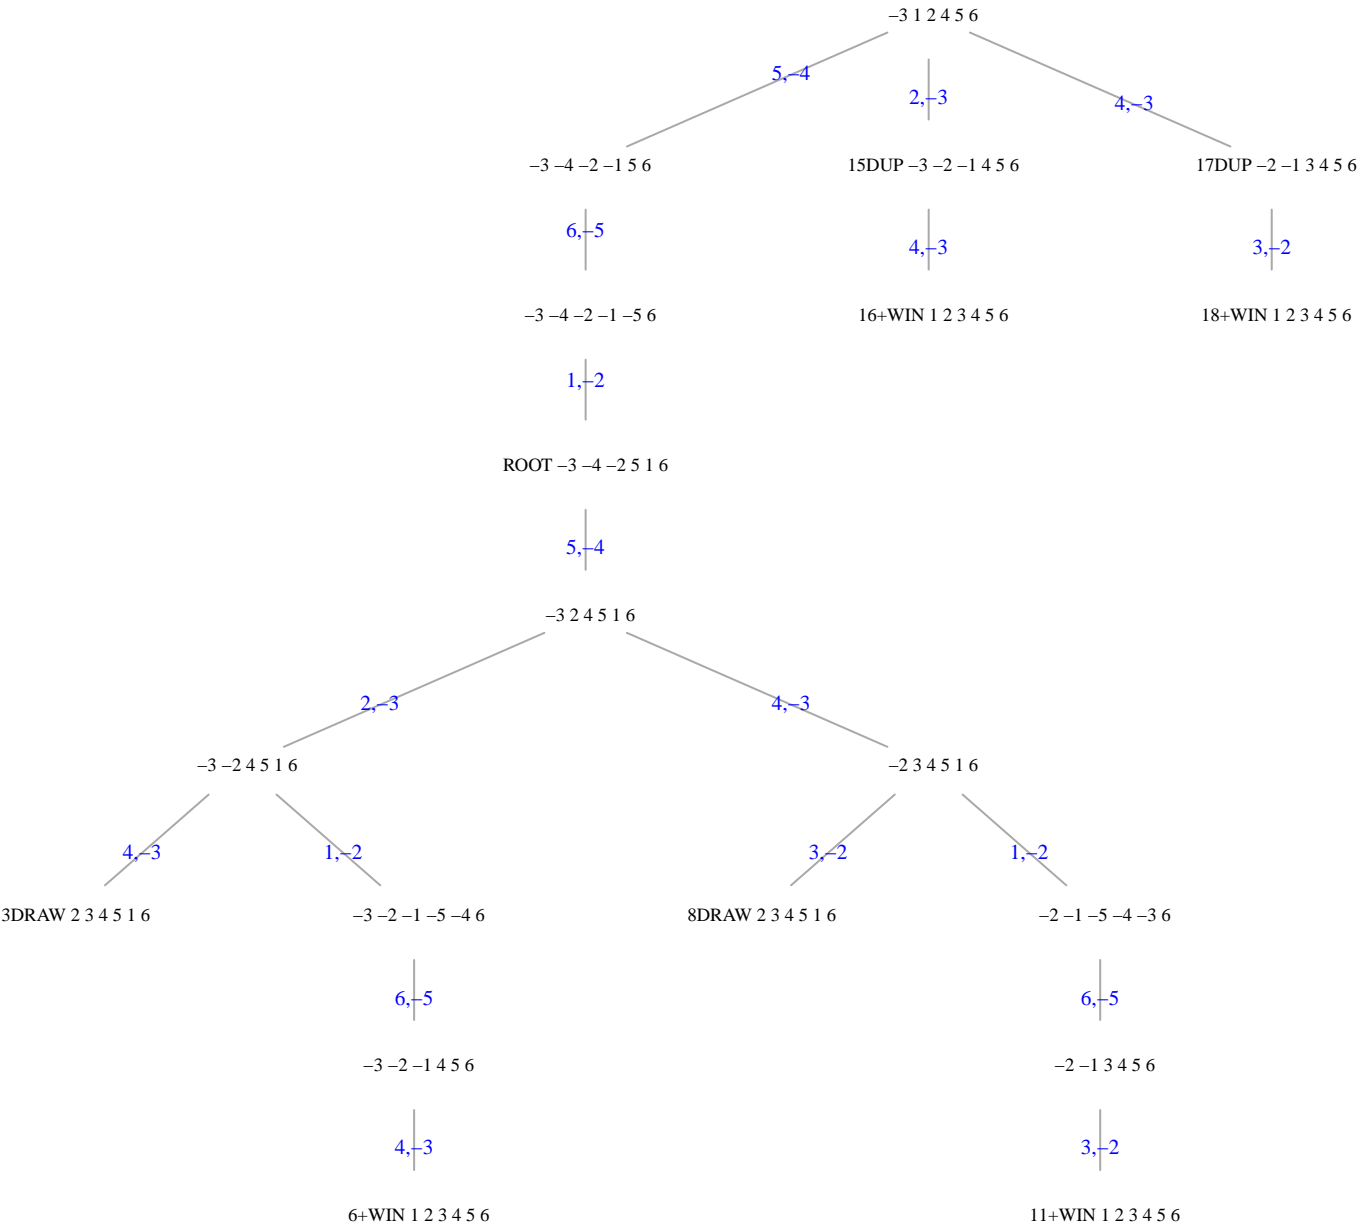 –3 1 2 4 5 6
5,–4
2,–3
4,–3
–3 –4 –2 –1 5 6
15DUP –3 –2 –1 4 5 6
17DUP –2 –1 3 4 5 6
6,–5
4,–3
3,–2
–3 –4 –2 –1 –5 6
16+WIN 1 2 3 4 5 6
18+WIN 1 2 3 4 5 6
1,–2
ROOT –3 –4 –2 5 1 6
5,–4
–3 2 4 5 1 6
2,–3
4,–3
–3 –2 4 5 1 6
–2 3 4 5 1 6
4,–3
1,–2
3,–2
1,–2
3DRAW 2 3 4 5 1 6
–3 –2 –1 –5 –4 6
8DRAW 2 3 4 5 1 6
–2 –1 –5 –4 –3 6
6,–5
6,–5
–3 –2 –1 4 5 6
–2 –1 3 4 5 6
4,–3
3,–2
6+WIN 1 2 3 4 5 6
11+WIN 1 2 3 4 5 6